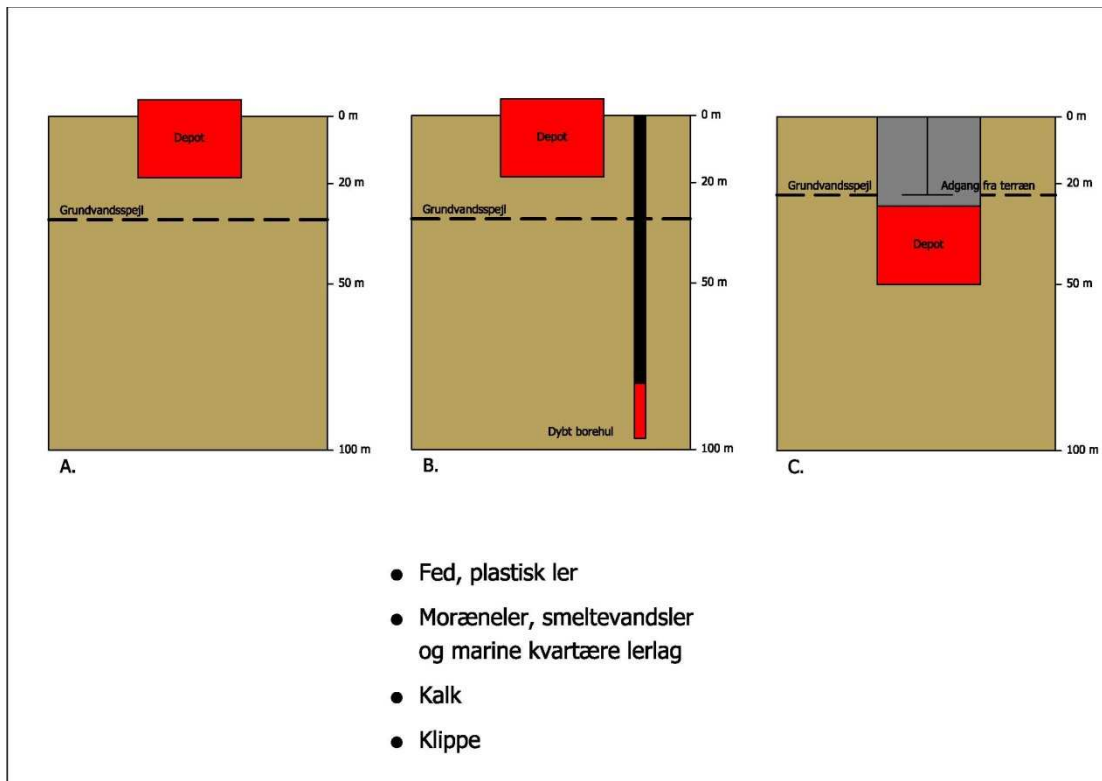 Depot
Grundvandsspejl
0 m
20 m
50 m
100 m
A.
Depot
Grundvandsspejl
Dybt borehul
0 m
20 m
50 m
100 m
B.
Grundvandsspejl
Adgang fra terræn
Depot
0 m
20 m
50 m
100 m
C.
● Fed, plastisk ler
● Moræneler, smeltevandsler
og marine kvartære lerlag
● Kalk
● Klippe